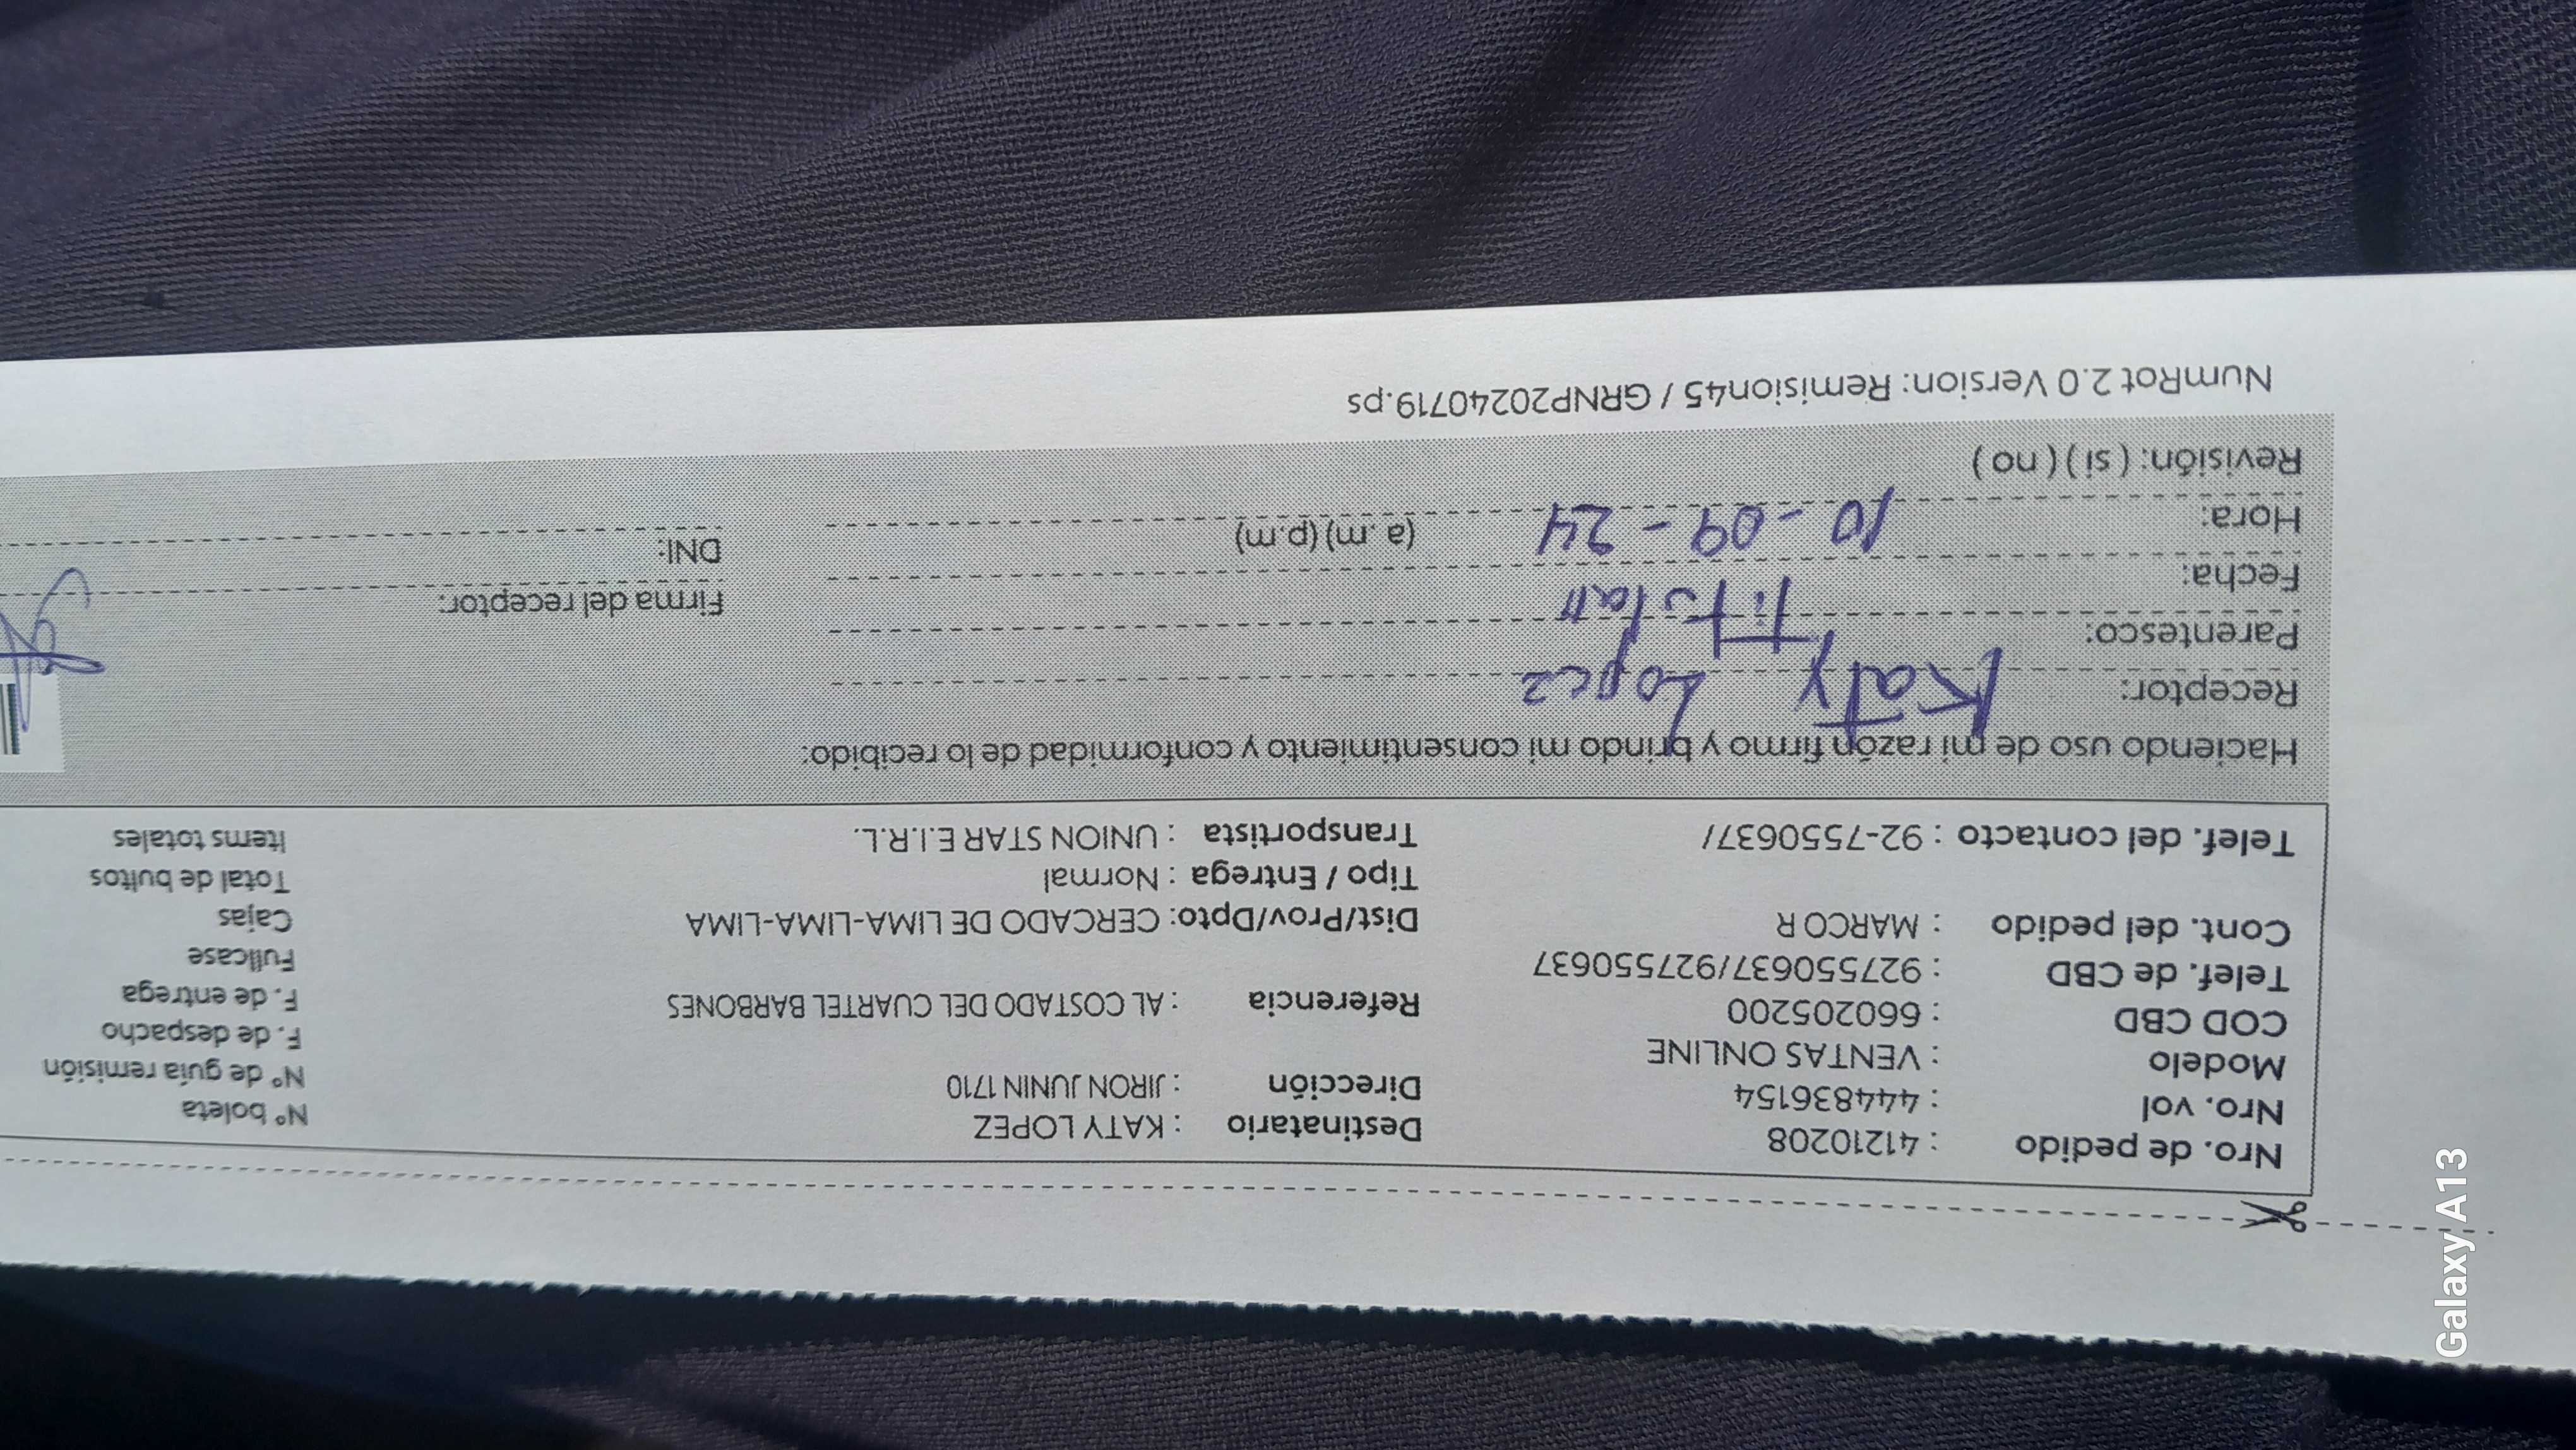 Nro. de pedido : 41210208
Nro. vol : 444836154
Modelo : VENTAS ONLINE
COD CBD : 660205200
Telef. de CBD : 927550637/927550637
Cont. del pedido : MARCO R
Telef. del contacto : 92-7550637/
Destinatario : KATY LOPEZ
Dirección : JIRON JUNIN 1710
Referencia : AL COSTADO DEL CUARTEL BARBONES
Dist/Prov/Dpto: CERCADO DE LIMA-LIMA-LIMA
Tipo / Entrega : Normal
Transportista : UNION STAR E.I.R.L.
N° boleta
N° de guía remisión
F. de despacho
F. de entrega
Fullcase
Cajas
Total de bultos
Items totales
Haciendo uso de mi razón firmo y brindo mi consentimiento y conformidad de lo recibido:
Receptor: Katy Lopez
Parentesco: Titular
Fecha:
Hora: 10-09-24 (a.m) (p.m)
Revisión: ( si ) ( no )
Firma del receptor:
DNI:
NumRot 2.0 Version: Remision45 / GRNP20240719.ps
Galaxy A13